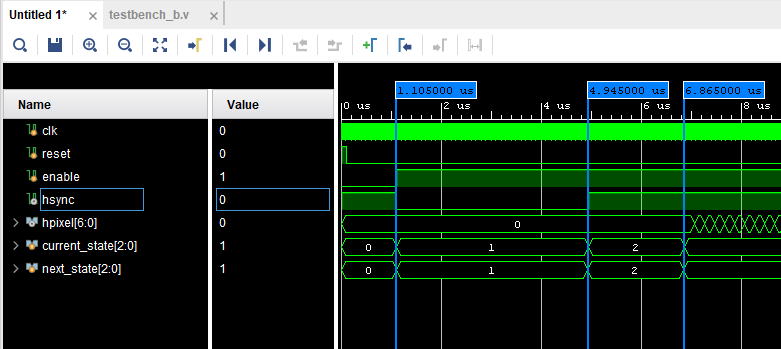 Untitled 1*
testbench_b.v
1.105000 us
4.945000 us
6.865000 us
Name
Value
0 us
2 us
4 us
6 us
8 us
clk
0
reset
0
enable
1
hsync
0
hpixel[6:0]
0
0
current_state[2:0]
1
0
1
2
next_state[2:0]
1
0
1
2